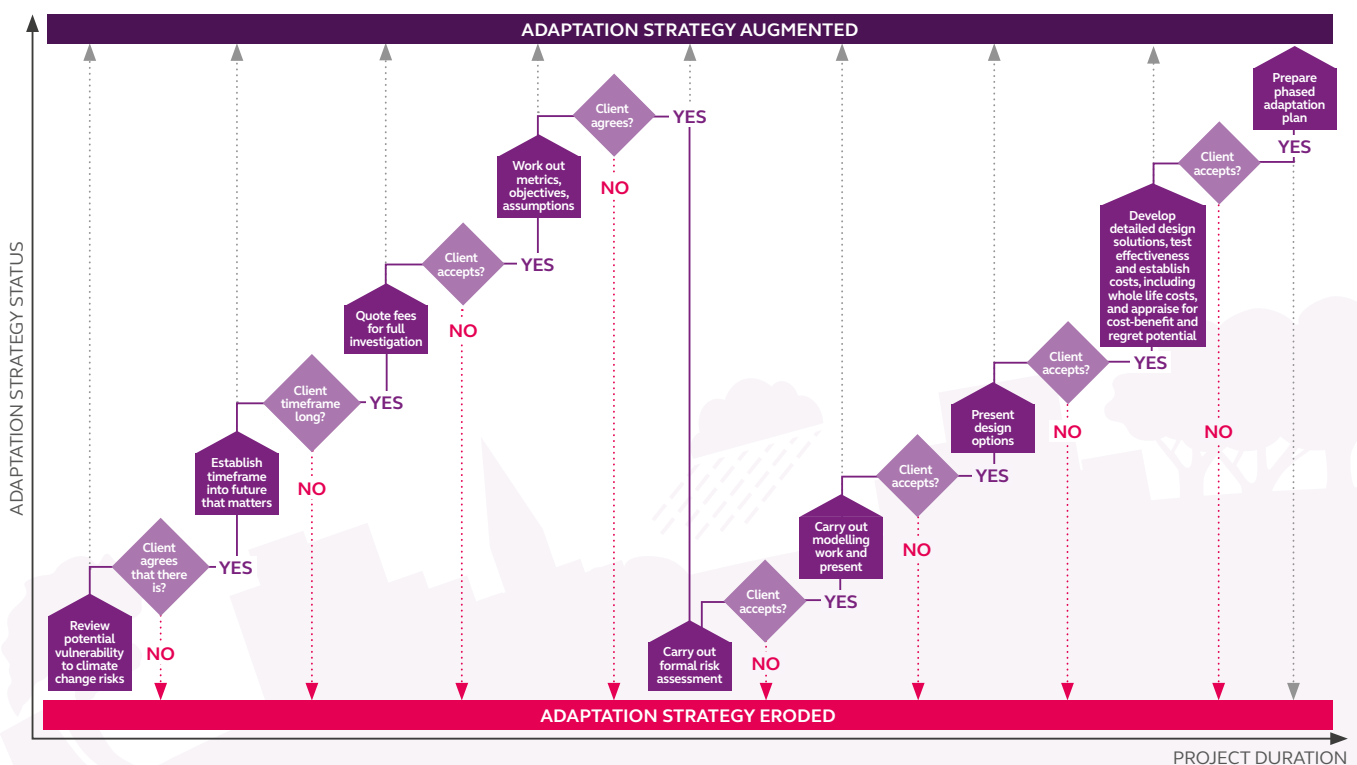 ADAPTATION STRATEGY AUGMENTED
ADAPTATION STRATEGY STATUS
Review
potential
vulnerability
to climate
change risks
Client
agrees
that there
is?
NO
YES
Establish
timeframe
into future
that matters
Client
timeframe
long?
NO
YES
Quote fees
for full
investigation
Client
accepts?
NO
YES
Work out
metrics,
objectives,
assumptions
Client
agrees?
NO
YES
Carry out
formal risk
assessment
Client
accepts?
NO
YES
Carry out
modelling
work and
present
Client
accepts?
NO
YES
Present
design
options
Client
accepts?
NO
YES
Develop
detailed design
solutions, test
effectiveness
and establish
costs, including
whole life costs,
and appraise for
cost-benefit and
regret potential
Client
accepts?
NO
YES
Prepare
phased
adaptation
plan
ADAPTATION STRATEGY ERODED
PROJECT DURATION